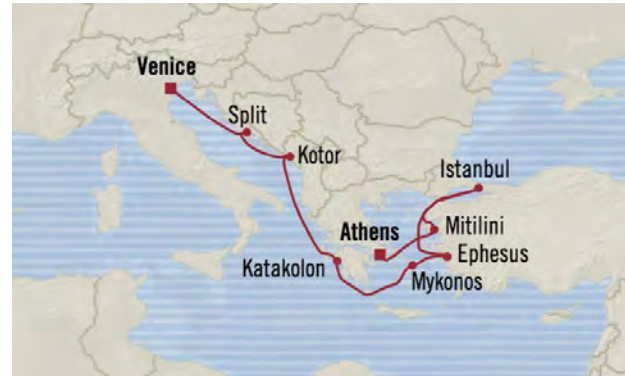 Venice
Split
Kotor
Istanbul
Mitilini
Athens
Ephesus
Katakolon
Mykonos